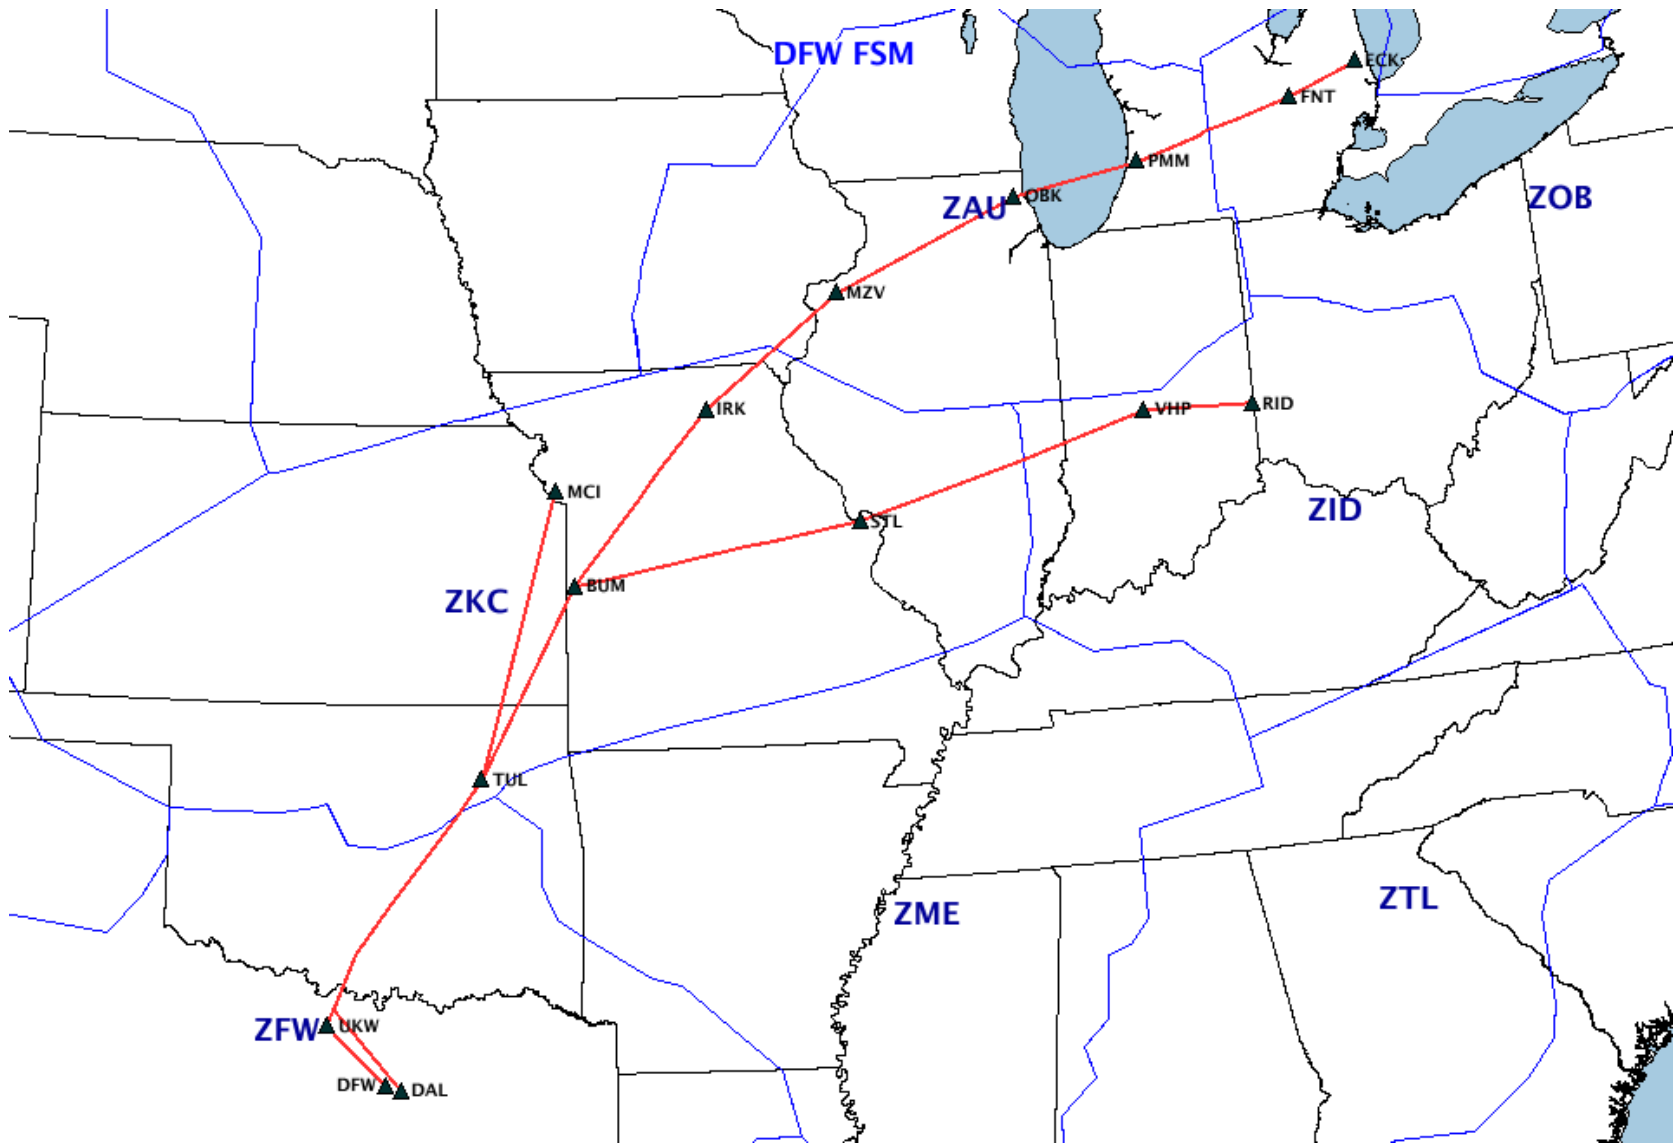 DFW FSM
ECK
FNT
PMM
OBK
ZAU
ZOB
MZV
IRK
VHP
RID
MCI
STL
ZID
BUM
ZKC
TUL
ZTL
ZME
ZFW
UKW
DFW
DAL